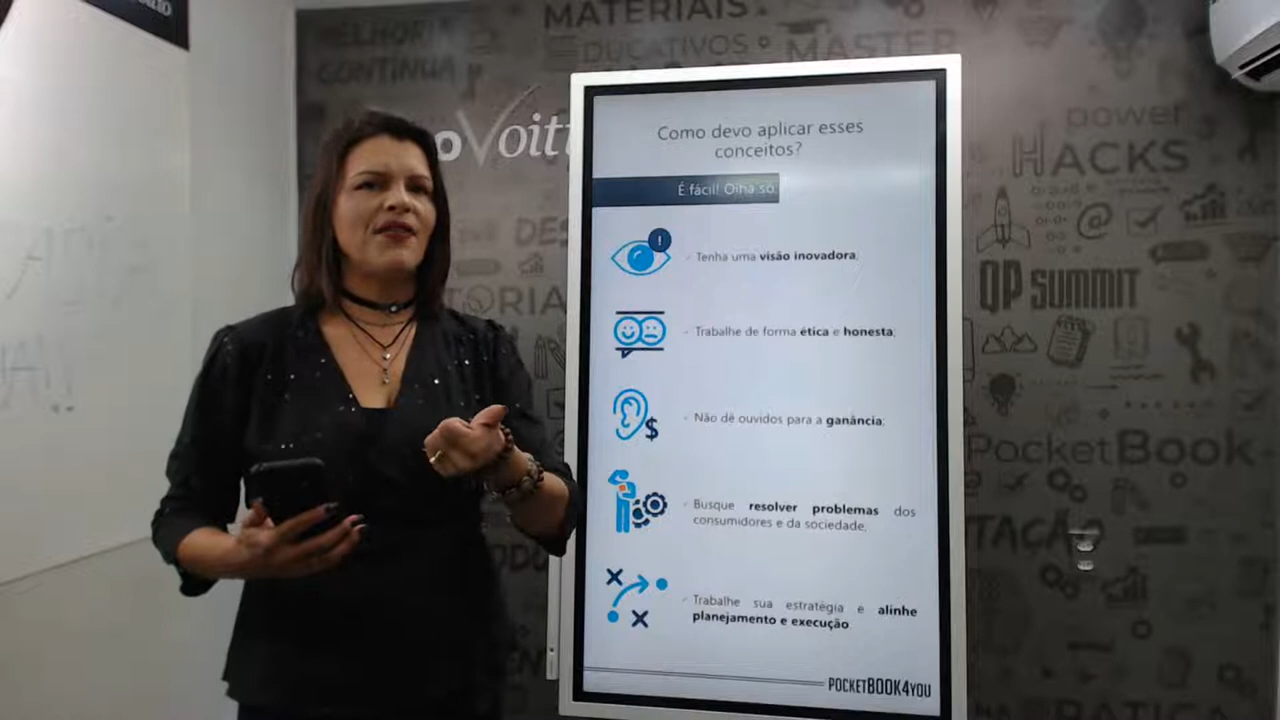 MATERIAIS
MELHORIA
CONTINUA
EDUCATIVOS
MASTER
Voitt
power
HACKS
QP SUMMIT
PocketBook
Como devo aplicar esses
conceitos?
É fácil! Olha só:
Tenha uma visão inovadora;
Trabalhe de forma ética e honesta;
Não dê ouvidos para a ganância;
Busque resolver problemas dos
consumidores e da sociedade;
Trabalhe sua estratégia e alinhe
planejamento e execução
POCKETBOOK4YOU